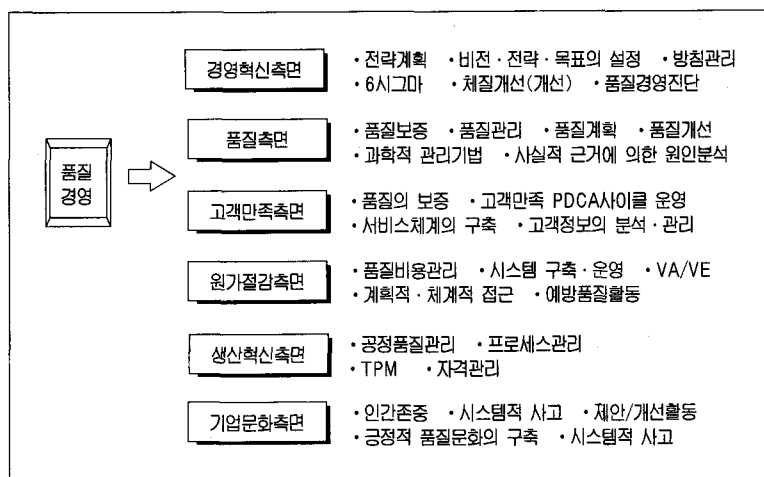 경영혁신측면
·전략계획 ·비전·전략·목표의 설정 ·방침관리
·6시그마 ·체질개선(개선) ·품질경영진단
품질
경영
품질측면
·품질보증 ·품질관리 ·품질계획 ·품질개선
·과학적 관리기법 ·사실적 근거에 의한 원인분석
고객만족측면
·품질의 보증 ·고객만족 PDCA사이클 운영
·서비스체계의 구축 ·고객정보의 분석·관리
원가절감측면
·품질비용관리 ·시스템 구축·운영 ·VA/VE
·계획적·체계적 접근 ·예방품질활동
생산혁신측면
·공정품질관리 ·프로세스관리
·TPM ·자격관리
기업문화측면
·인간존중 ·시스템적 사고 ·제안/개선활동
·긍정적 품질문화의 구축 ·시스템적 사고